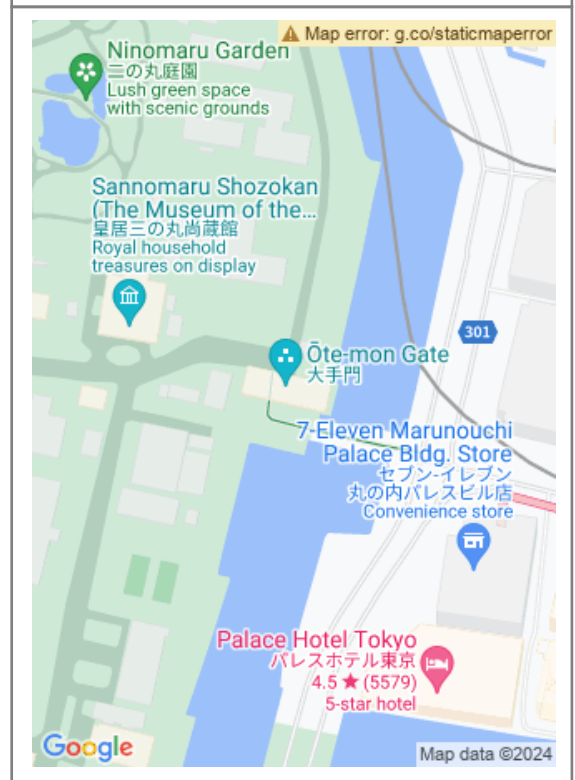 Map error: g.co/staticmaperror
Ninomaru Garden
二の丸庭園
Lush green space
with scenic grounds
Sannomaru Shozokan
(The Museum of the...
皇居三の丸尚蔵館
Royal household
treasures on display
301
Ōte-mon Gate
大手門
7-Eleven Marunouchi
Palace Bldg. Store
セブン-イレブン
丸の内パレスビル店
Convenience store
Palace Hotel Tokyo
パレスホテル東京
4.5 ★ (5579)
5-star hotel
Google
Map data ©2024